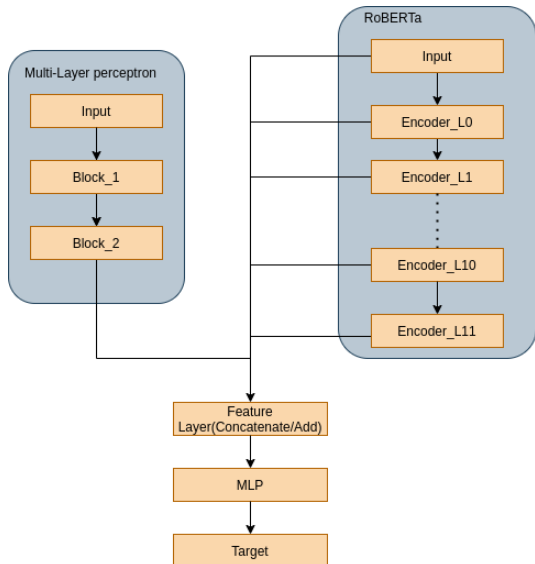 RoBERTa
Input
Encoder_L0
Encoder_L1
Encoder_L10
Encoder_L11
Multi-Layer perceptron
Input
Block_1
Block_2
Feature
Layer(Concatenate/Add)
MLP
Target